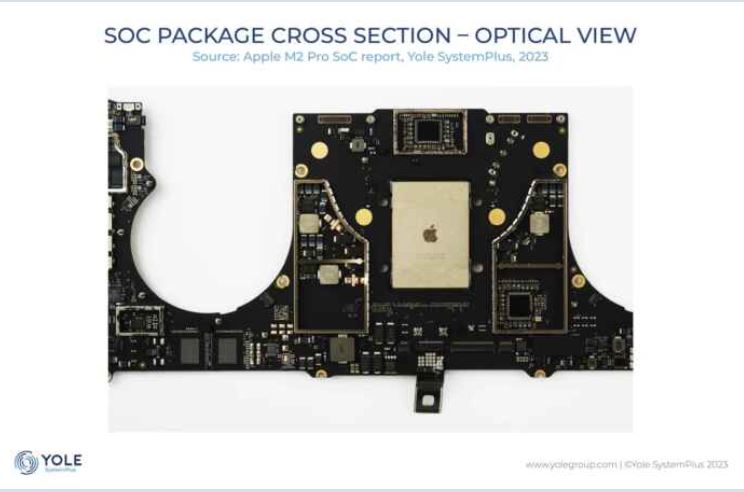 SOC PACKAGE CROSS SECTION – OPTICAL VIEW
Source: Apple M2 Pro SoC report, Yole SystemPlus, 2023
YOLE
SystemPlus
www.yolegroup.com | ©Yole SystemPlus 2023